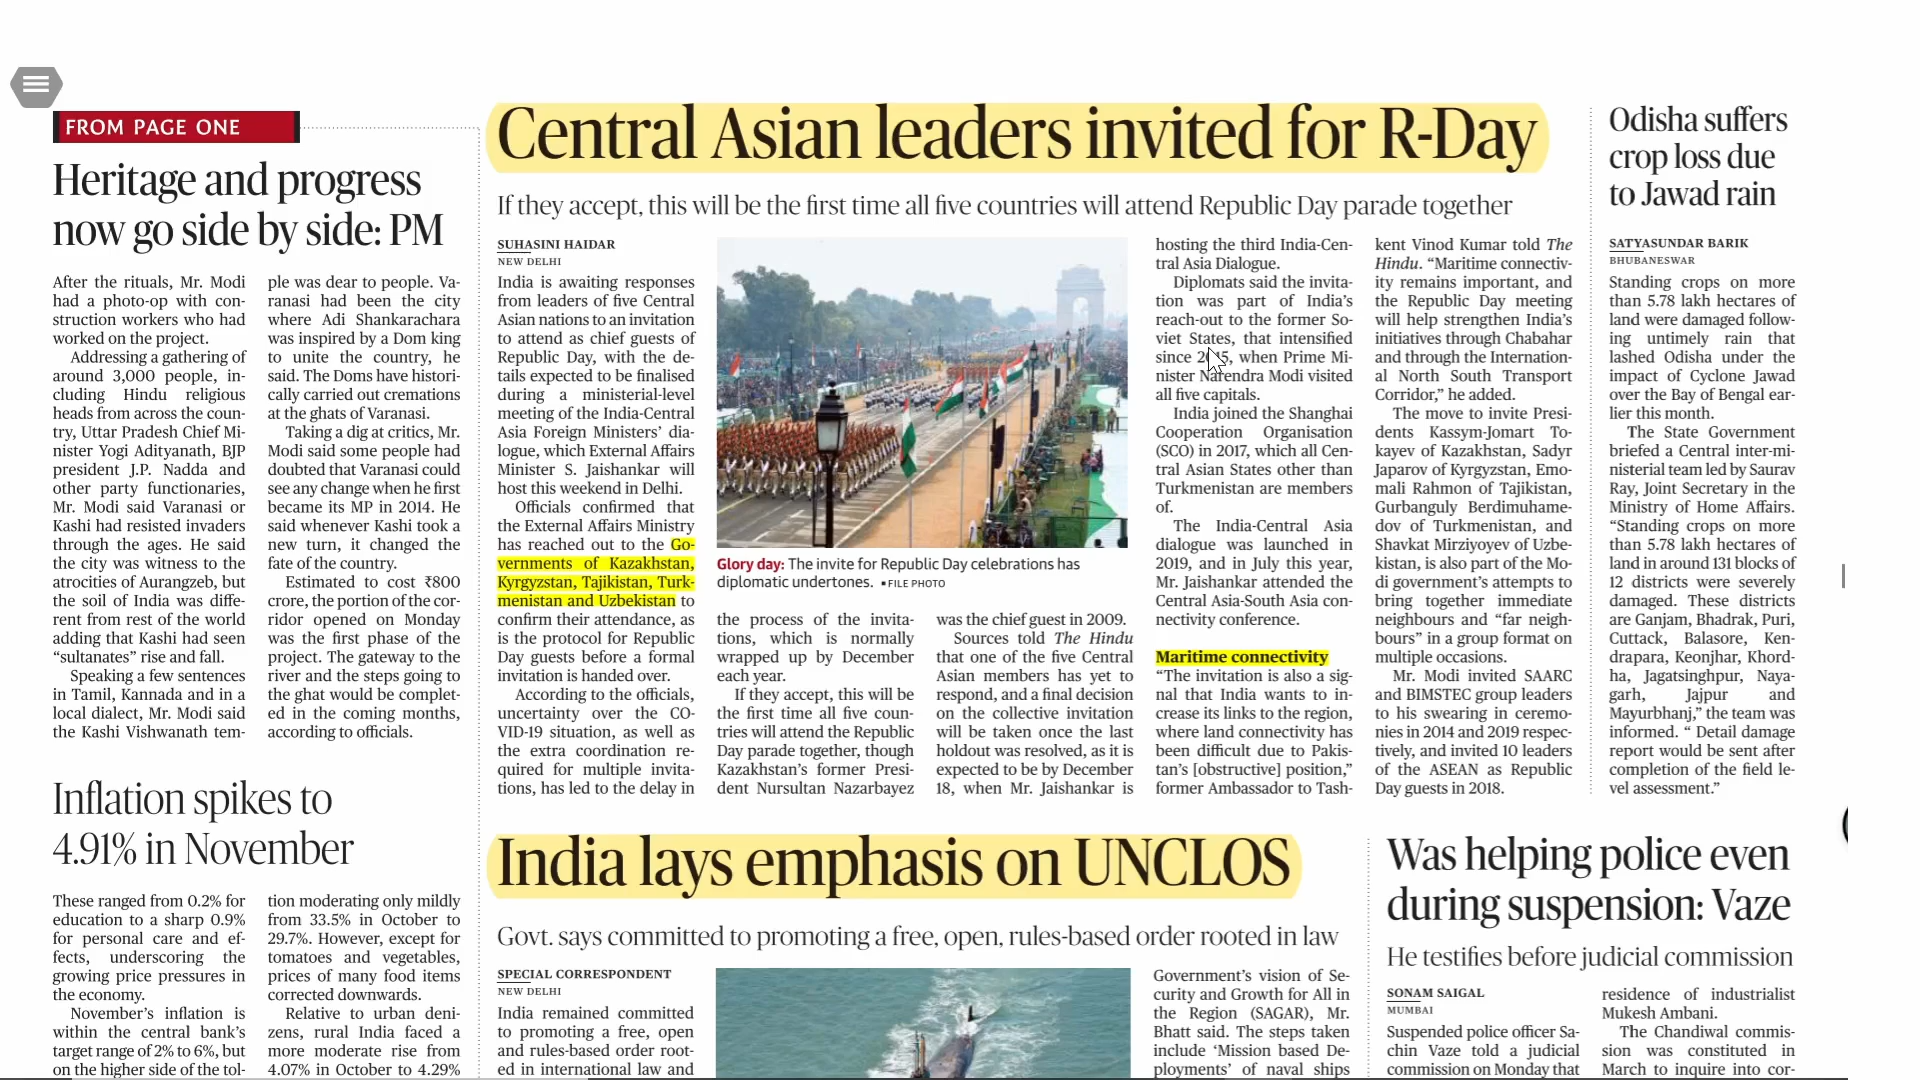 FROM PAGE ONE
Heritage and progress
now go side by side: PM
After the rituals, Mr. Modi
had a photo-op with con-
struction workers who had
worked on the project.
Addressing a gathering of
around 3,000 people, in-
cluding Hindu religious
heads from across the coun-
try, Uttar Pradesh Chief Mi-
nister Yogi Adityanath, BJP
president J.P. Nadda and
other party functionaries,
Mr. Modi said Varanasi or
Kashi had resisted invaders
through the ages. He said
the city was witness to the
atrocities of Aurangzeb, but
the soil of India was diffe-
rent from rest of the world
adding that Kashi had seen
“sultanates” rise and fall.
Speaking a few sentences
in Tamil, Kannada and in a
local dialect, Mr. Modi said
the Kashi Vishwanath tem-
ple was dear to people. Va-
ranasi had been the city
where Adi Shankarachara
was inspired by a Dom king
to unite the country, he
said. The Doms have histori-
cally carried out cremations
at the ghats of Varanasi.
Taking a dig at critics, Mr.
Modi said some people had
doubted that Varanasi could
see any change when he first
became its MP in 2014. He
said whenever Kashi took a
new turn, it changed the
fate of the country.
Estimated to cost ₹800
crore, the portion of the cor-
ridor opened on Monday
was the first phase of the
project. The gateway to the
river and the steps going to
the ghat would be complet-
ed in the coming months,
according to officials.
Inflation spikes to
4.91% in November
These ranged from 0.2% for
education to a sharp 0.9%
for personal care and ef-
fects, underscoring the
growing price pressures in
the economy.
November’s inflation is
within the central bank’s
target range of 2% to 6%, but
on the higher side of the tol-
tion moderating only mildly
from 33.5% in October to
29.7%. However, except for
tomatoes and vegetables,
prices of many food items
corrected downwards.
Relative to urban deni-
zens, rural India faced a
more moderate rise from
4.07% in October to 4.29%
Central Asian leaders invited for R-Day
If they accept, this will be the first time all five countries will attend Republic Day parade together
SUHASINI HAIDAR
NEW DELHI
India is awaiting responses
from leaders of five Central
Asian nations to an invitation
to attend as chief guests of
Republic Day, with the de-
tails expected to be finalised
during a ministerial-level
meeting of the India-Central
Asia Foreign Ministers’ dia-
logue, which External Affairs
Minister S. Jaishankar will
host this weekend in Delhi.
Officials confirmed that
the External Affairs Ministry
has reached out to the Go-
vernments of Kazakhstan,
Kyrgyzstan, Tajikistan, Turk-
menistan and Uzbekistan to
confirm their attendance, as
is the protocol for Republic
Day guests before a formal
invitation is handed over.
According to the officials,
uncertainty over the CO-
VID-19 situation, as well as
the extra coordination re-
quired for multiple invita-
tions, has led to the delay in
Glory day: The invite for Republic Day celebrations has
diplomatic undertones. ▪FILE PHOTO
the process of the invita-
tions, which is normally
wrapped up by December
each year.
If they accept, this will be
the first time all five coun-
tries will attend the Republic
Day parade together, though
Kazakhstan’s former Presi-
dent Nursultan Nazarbayez
was the chief guest in 2009.
Sources told The Hindu
that one of the five Central
Asian members has yet to
respond, and a final decision
on the collective invitation
will be taken once the last
holdout was resolved, as it is
expected to be by December
18, when Mr. Jaishankar is
hosting the third India-Cen-
tral Asia Dialogue.
Diplomats said the invita-
tion was part of India’s
reach-out to the former So-
viet States, that intensified
since 2015, when Prime Mi-
nister Narendra Modi visited
all five capitals.
India joined the Shanghai
Cooperation Organisation
(SCO) in 2017, which all Cen-
tral Asian States other than
Turkmenistan are members
of.
The India-Central Asia
dialogue was launched in
2019, and in July this year,
Mr. Jaishankar attended the
Central Asia-South Asia con-
nectivity conference.
Maritime connectivity
“The invitation is also a sig-
nal that India wants to in-
crease its links to the region,
where land connectivity has
been difficult due to Pakis-
tan’s [obstructive] position,”
former Ambassador to Tash-
kent Vinod Kumar told The
Hindu. “Maritime connectiv-
ity remains important, and
the Republic Day meeting
will help strengthen India’s
initiatives through Chabahar
and through the Internation-
al North South Transport
Corridor,” he added.
The move to invite Presi-
dents Kassym-Jomart To-
kayev of Kazakhstan, Sadyr
Japarov of Kyrgyzstan, Emo-
mali Rahmon of Tajikistan,
Gurbanguly Berdimuhame-
dov of Turkmenistan, and
Shavkat Mirziyoyev of Uzbe-
kistan, is also part of the Mo-
di government’s attempts to
bring together immediate
neighbours and “far neigh-
bours” in a group format on
multiple occasions.
Mr. Modi invited SAARC
and BIMSTEC group leaders
to his swearing in ceremo-
nies in 2014 and 2019 respec-
tively, and invited 10 leaders
of the ASEAN as Republic
Day guests in 2018.
Odisha suffers
crop loss due
to Jawad rain
SATYASUNDAR BARIK
BHUBANESWAR
Standing crops on more
than 5.78 lakh hectares of
land were damaged follow-
ing untimely rain that
lashed Odisha under the
impact of Cyclone Jawad
over the Bay of Bengal ear-
lier this month.
The State Government
briefed a Central inter-mi-
nisterial team led by Saurav
Ray, Joint Secretary in the
Ministry of Home Affairs.
“Standing crops on more
than 5.78 lakh hectares of
land in around 131 blocks of
12 districts were severely
damaged. These districts
are Ganjam, Bhadrak, Puri,
Cuttack, Balasore, Ken-
drapara, Keonjhar, Khord-
ha, Jagatsinghpur, Naya-
garh, Jajpur and
Mayurbhanj,” the team was
informed. “ Detail damage
report would be sent after
completion of the field le-
vel assessment.”
India lays emphasis on UNCLOS
Govt. says committed to promoting a free, open, rules-based order rooted in law
SPECIAL CORRESPONDENT
NEW DELHI
India remained committed
to promoting a free, open
and rules-based order root-
ed in international law and
Government’s vision of Se-
curity and Growth for All in
the Region (SAGAR), Mr.
Bhatt said. The steps taken
include ‘Mission based De-
ployments’ of naval ships
Was helping police even
during suspension: Vaze
He testifies before judicial commission
SONAM SAIGAL
MUMBAI
Suspended police officer Sa-
chin Vaze told a judicial
commission on Monday that
residence of industrialist
Mukesh Ambani.
The Chandiwal commis-
sion was constituted in
March to inquire into cor-